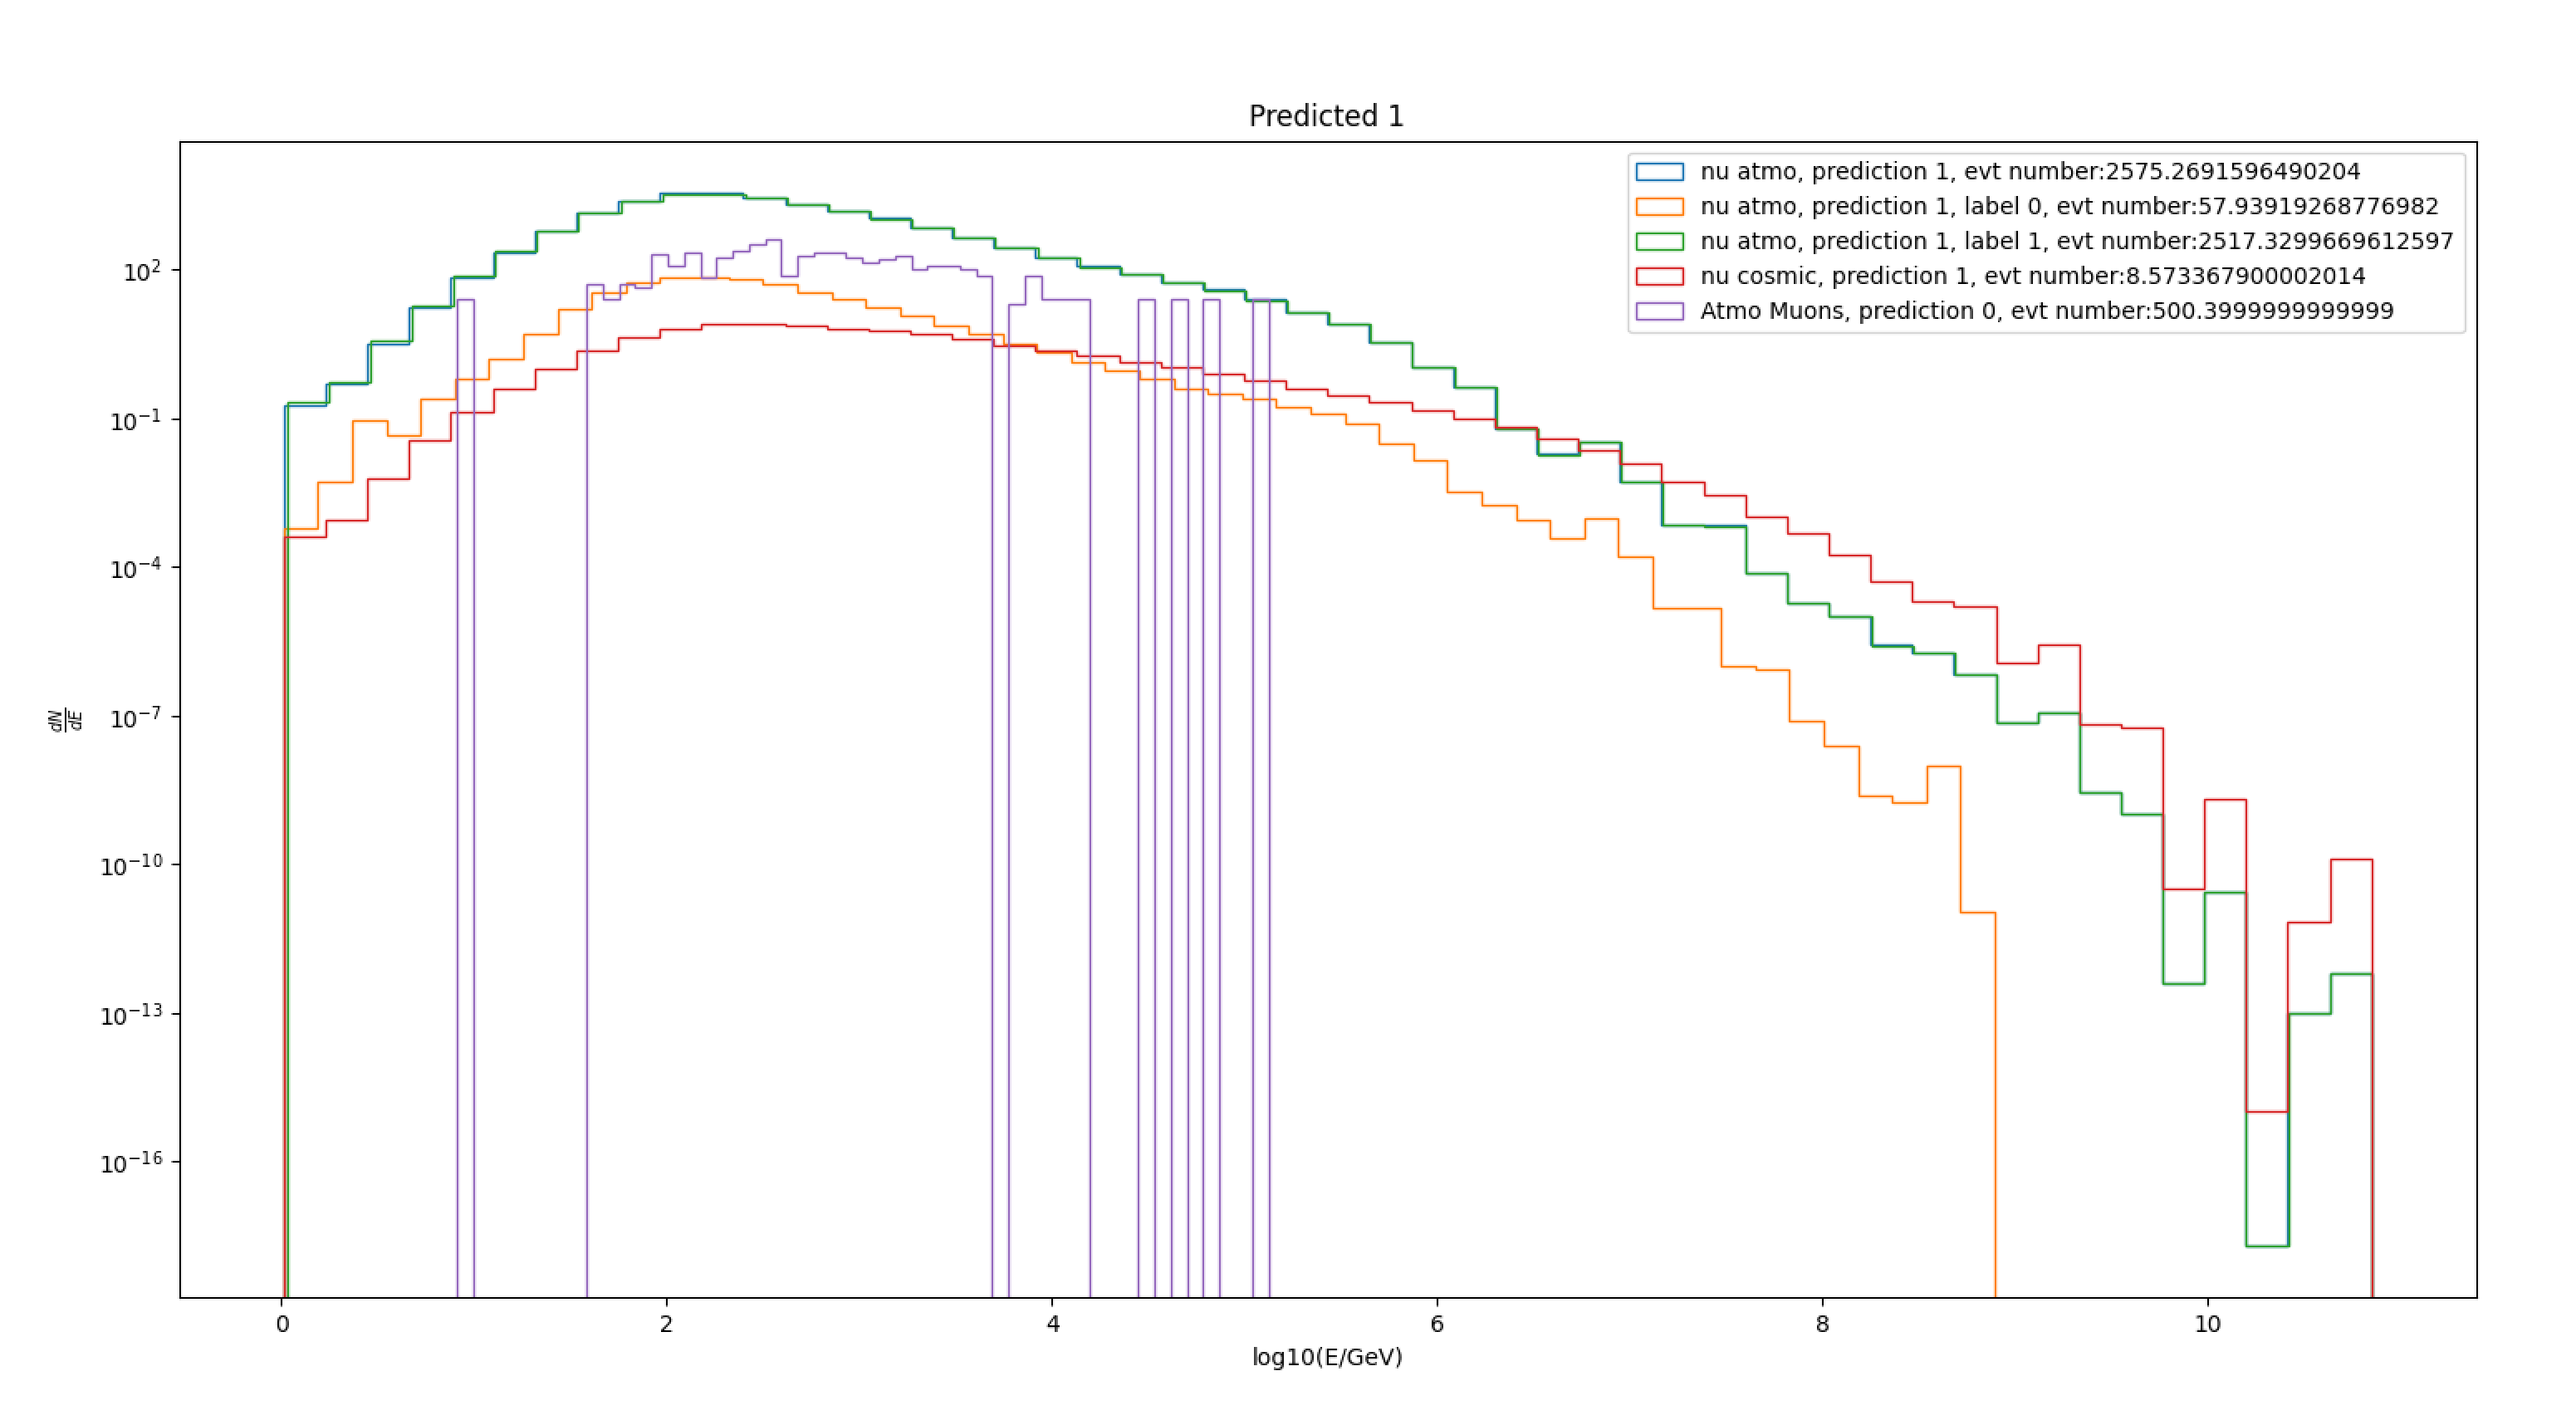 Predicted 1
nu atmo, prediction 1, evt number:2575.2691596490204
nu atmo, prediction 1, label 0, evt number:57.93919268776982
nu atmo, prediction 1, label 1, evt number:2517.3299669612597
nu cosmic, prediction 1, evt number:8.573367900002014
Atmo Muons, prediction 0, evt number:500.3999999999999
10²
10⁻¹
10⁻⁴
10⁻⁷
10⁻¹⁰
10⁻¹³
10⁻¹⁶
dN
dE
0 2 4 6 8 10
log10(E/GeV)